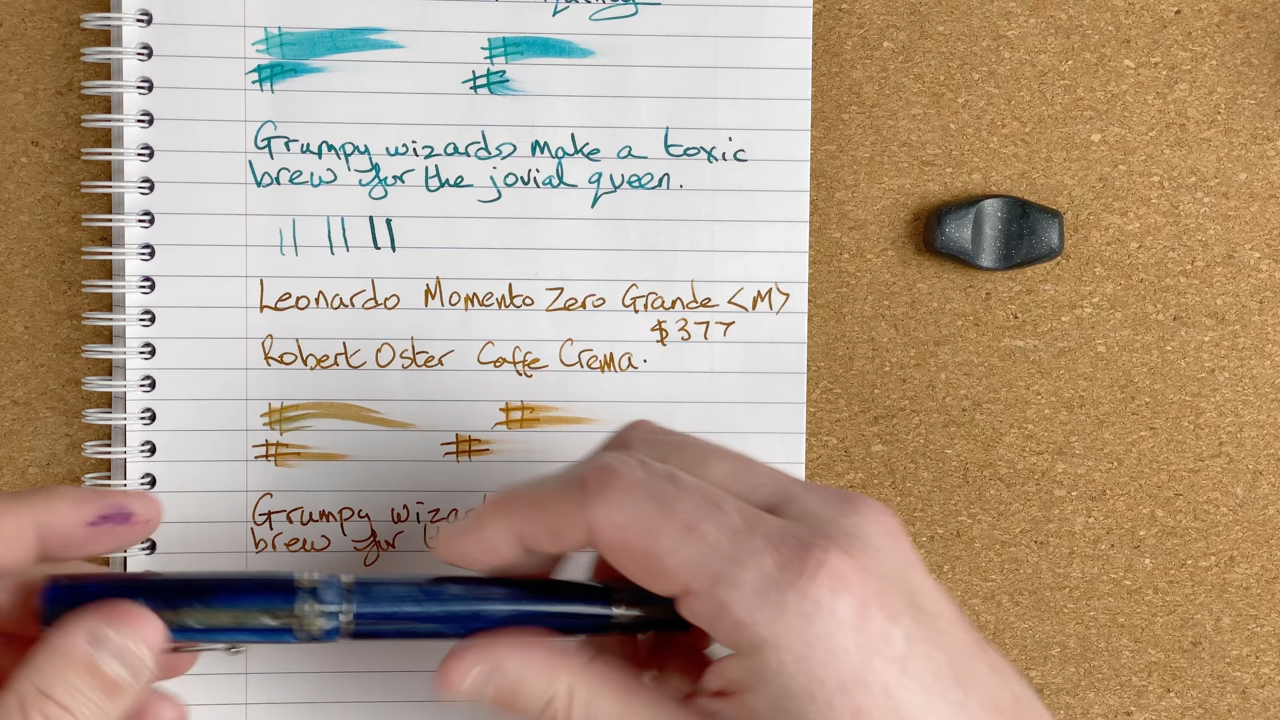 Grumpy wizards make a toxic
brew for the jovial queen.
Leonardo Momento Zero Grande <M>
$377
Robert Oster Caffe Crema.
Grumpy
brew for